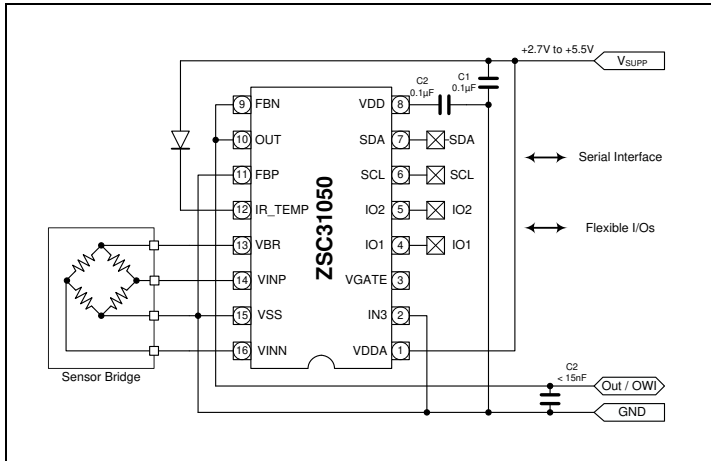 +2.7V to +5.5V
VSUPP
C1
0.1µF
C2
0.1µF
9 FBN
VDD 8
10 OUT
SDA 7
SDA
11 FBP
SCL 6
SCL
12 IR_TEMP
IO2 5
IO2
13 VBR
IO1 4
IO1
14 VINP
VGATE 3
15 VSS
IN3 2
16 VINN
VDDA 1
ZSC31050
Serial Interface
Flexible I/Os
Sensor Bridge
C2
< 15nF
Out / OWI
GND